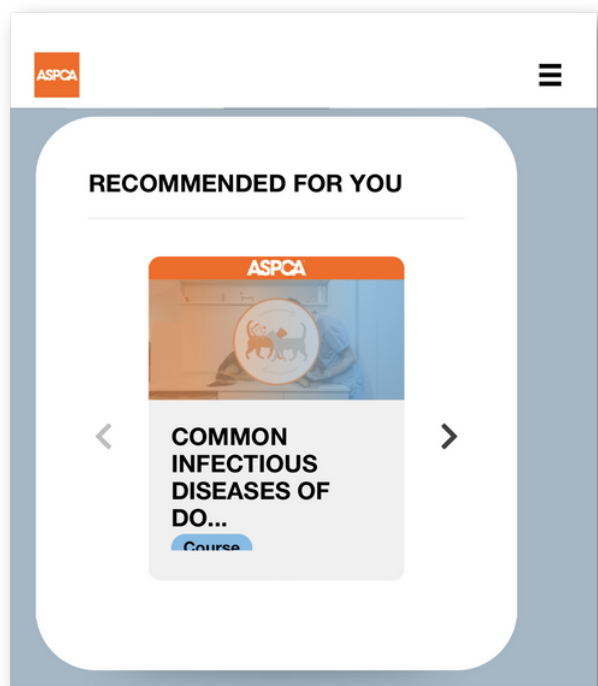 ASPCA
RECOMMENDED FOR YOU
ASPCA
COMMON
INFECTIOUS
DISEASES OF
DO...
Course